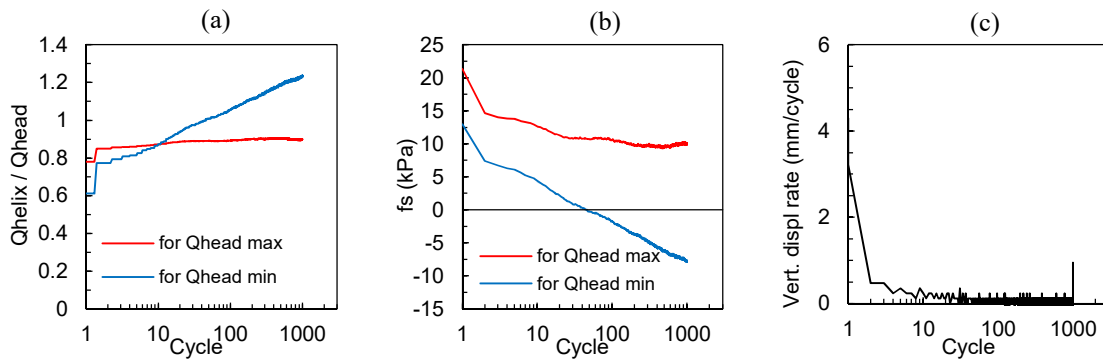 (a)
Qhelix / Qhead
1.4
1.2
1
0.8
0.6
0.4
0.2
0
for Qhead max
for Qhead min
1 10 100 1000
Cycle
(b)
fs (kPa)
25
20
15
10
5
0
-5
-10
-15
for Qhead max
for Qhead min
1 10 100 1000
Cycle
(c)
Vert. displ rate (mm/cycle)
6
4
2
0
1 10 100 1000
Cycle